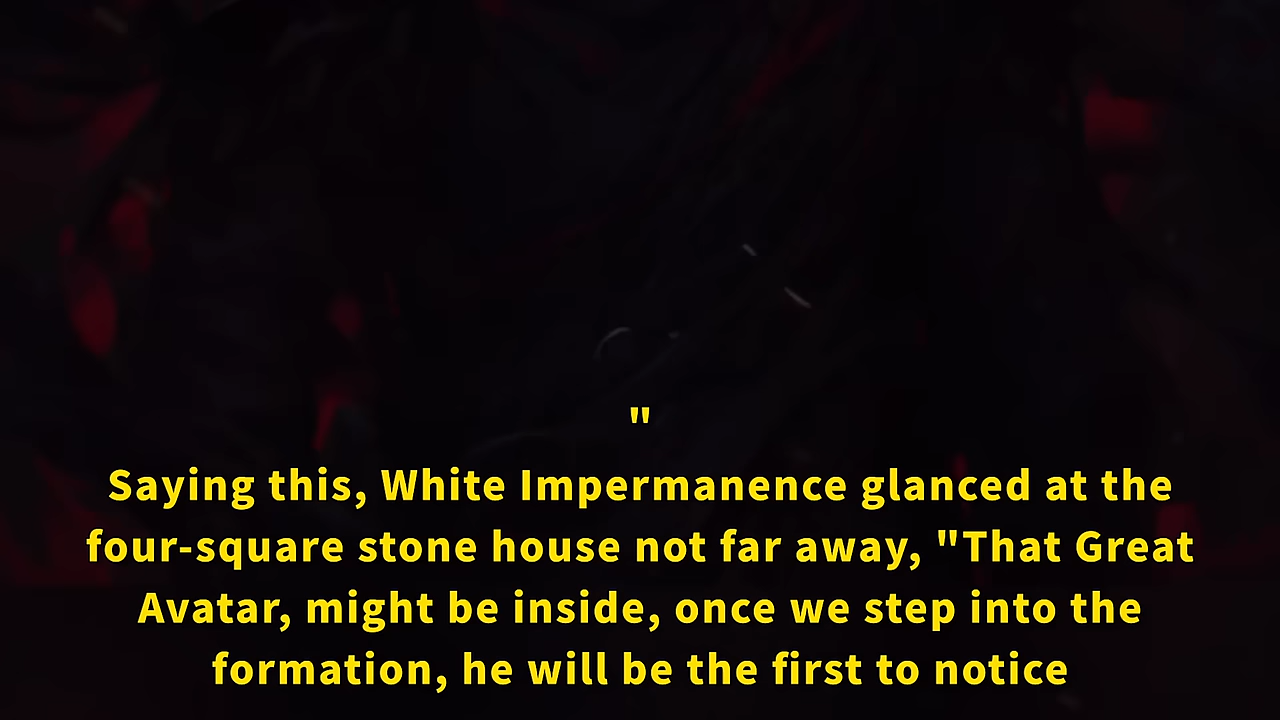 "
Saying this, White Impermanence glanced at the
four-square stone house not far away, "That Great
Avatar, might be inside, once we step into the
formation, he will be the first to notice